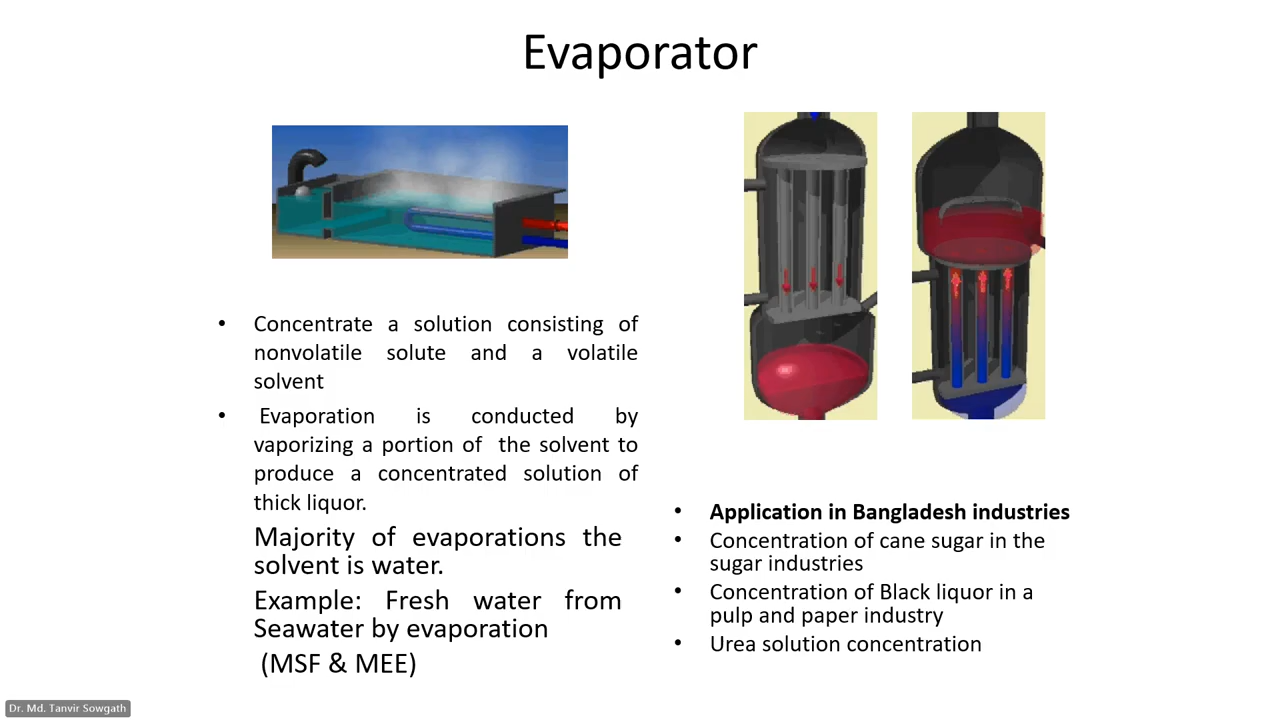 Evaporator
• Concentrate a solution consisting of
nonvolatile solute and a volatile
solvent
• Evaporation is conducted by
vaporizing a portion of the solvent to
produce a concentrated solution of
thick liquor.
Majority of evaporations the
solvent is water.
Example: Fresh water from
Seawater by evaporation
(MSF & MEE)
• Application in Bangladesh industries
• Concentration of cane sugar in the
sugar industries
• Concentration of Black liquor in a
pulp and paper industry
• Urea solution concentration
Dr. Md. Tanvir Sowgath